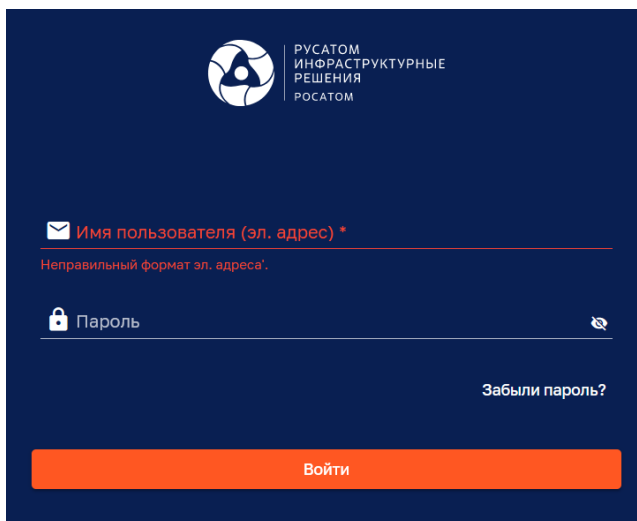 РУСАТОМ
ИНФРАСТРУКТУРНЫЕ
РЕШЕНИЯ
РОСАТОМ
Имя пользователя (эл. адрес) *
Неправильный формат эл. адреса'.
Пароль
Забыли пароль?
Войти